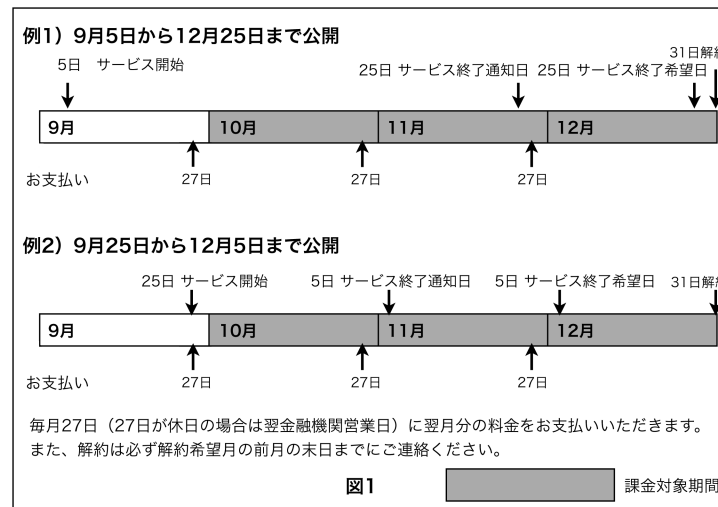 例1）9月5日から12月25日まで公開
31日解約
5日　サービス開始
25日 サービス終了通知日
25日 サービス終了希望日
9月
10月
11月
12月
お支払い
27日
27日
27日
例2）9月25日から12月5日まで公開
25日 サービス開始
5日 サービス終了通知日
5日 サービス終了希望日
31日解約
9月
10月
11月
12月
お支払い
27日
27日
27日
毎月27日（27日が休日の場合は翌金融機関営業日）に翌月分の料金をお支払いいただきます。
また、解約は必ず解約希望月の前月の末日までにご連絡ください。
図1
課金対象期間